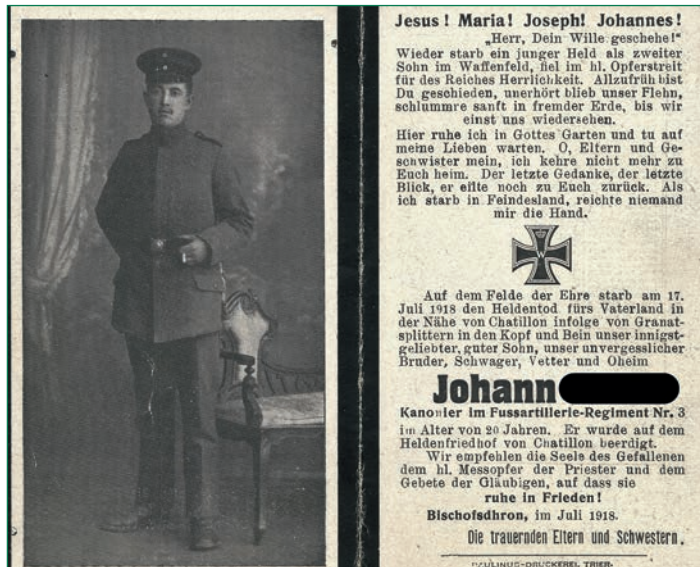 Jesus! Maria! Joseph! Johannes!
„Herr, Dein Wille geschehe!“
Wieder starb ein junger Held als zweiter
Sohn im Waffenfeld, fiel im hl. Opferstreit
für des Reiches Herrlichkeit. Allzufrüh bist
Du geschieden, unerhört blieb unser Flehn,
schlummre sanft in fremder Erde, bis wir
einst uns wiedersehen.
Hier ruhe ich in Gottes Garten und tu auf
meine Lieben warten. O, Eltern und Ge-
schwister mein, ich kehre nicht mehr zu
Euch heim. Der letzte Gedanke, der letzte
Blick, er eilte noch zu Euch zurück. Als
ich starb in Feindesland, reichte niemand
mir die Hand.
W
Auf dem Felde der Ehre starb am 17.
Juli 1918 den Heldentod fürs Vaterland in
der Nähe von Chatillon infolge von Granat-
splittern in den Kopf und Bein unser innigst-
geliebter, guter Sohn, unser unvergesslicher
Bruder, Schwager, Vetter und Oheim
Johann
Kanonier im Fussartillerie-Regiment Nr. 3
im Alter von 20 Jahren. Er wurde auf dem
Heldenfriedhof von Chatillon beerdigt.
Wir empfehlen die Seele des Gefallenen
dem hl. Messopfer der Priester und dem
Gebete der Gläubigen, auf dass sie
ruhe in Frieden!
Bischofsdhron, im Juli 1918.
Die trauernden Eltern und Schwestern.
PAULINUS-DRUCKEREI, TRIER.